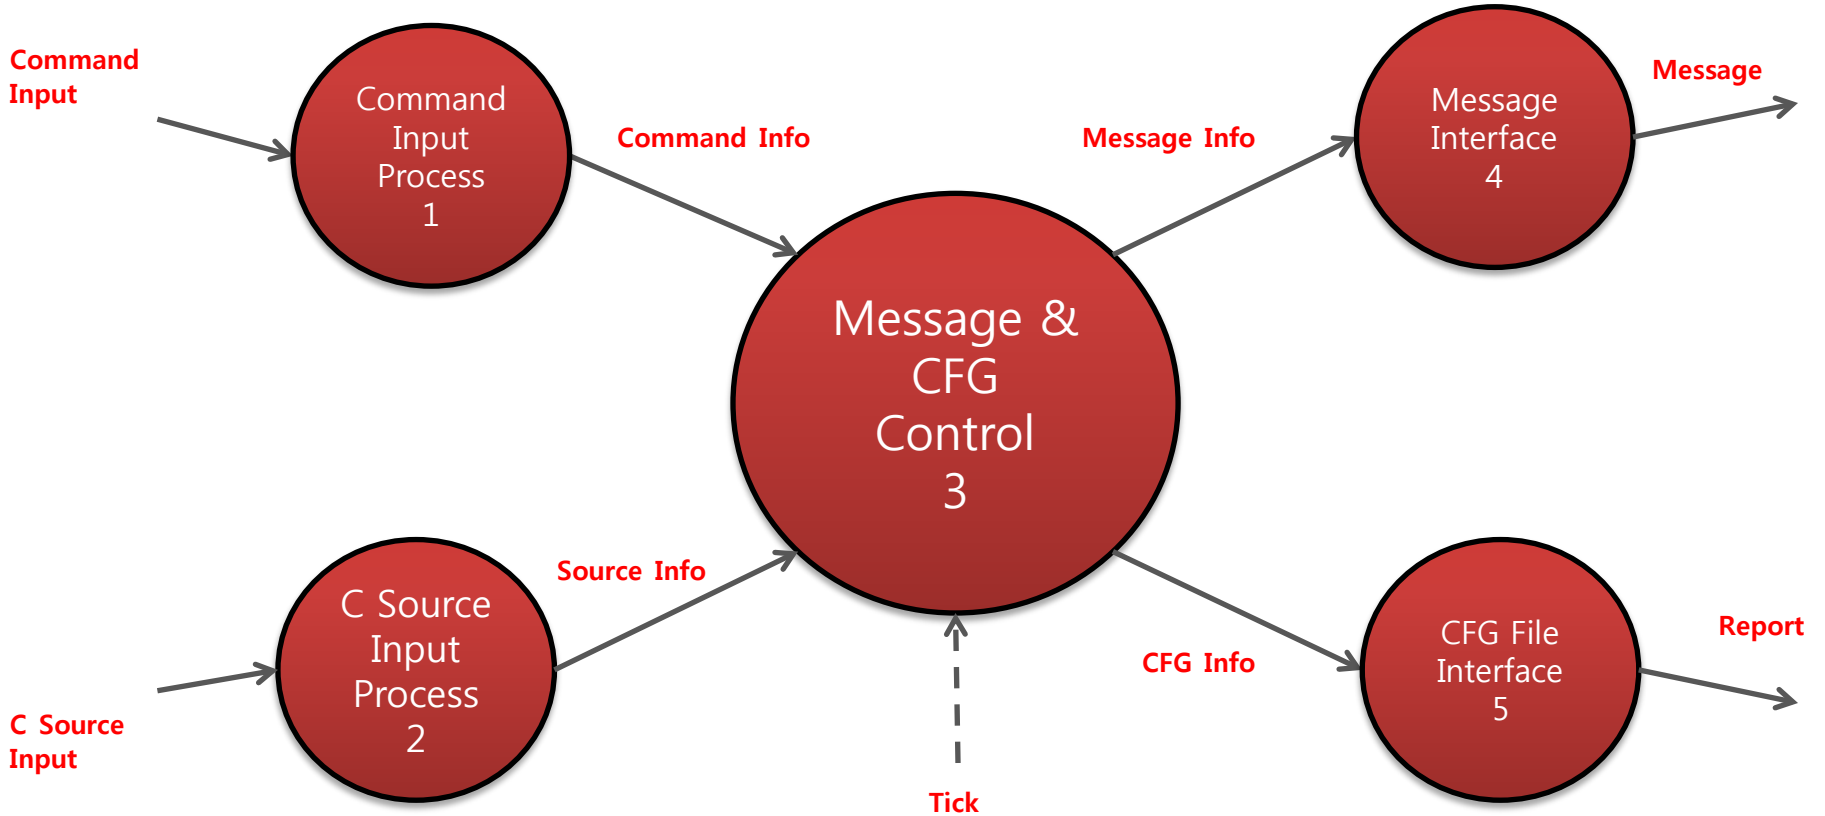 Command
Input
Command
Input
Process
1
Command Info
Message Info
Message
Interface
4
Message
Message &
CFG
Control
3
C Source
Input
C Source
Input
Process
2
Source Info
Tick
CFG Info
CFG File
Interface
5
Report